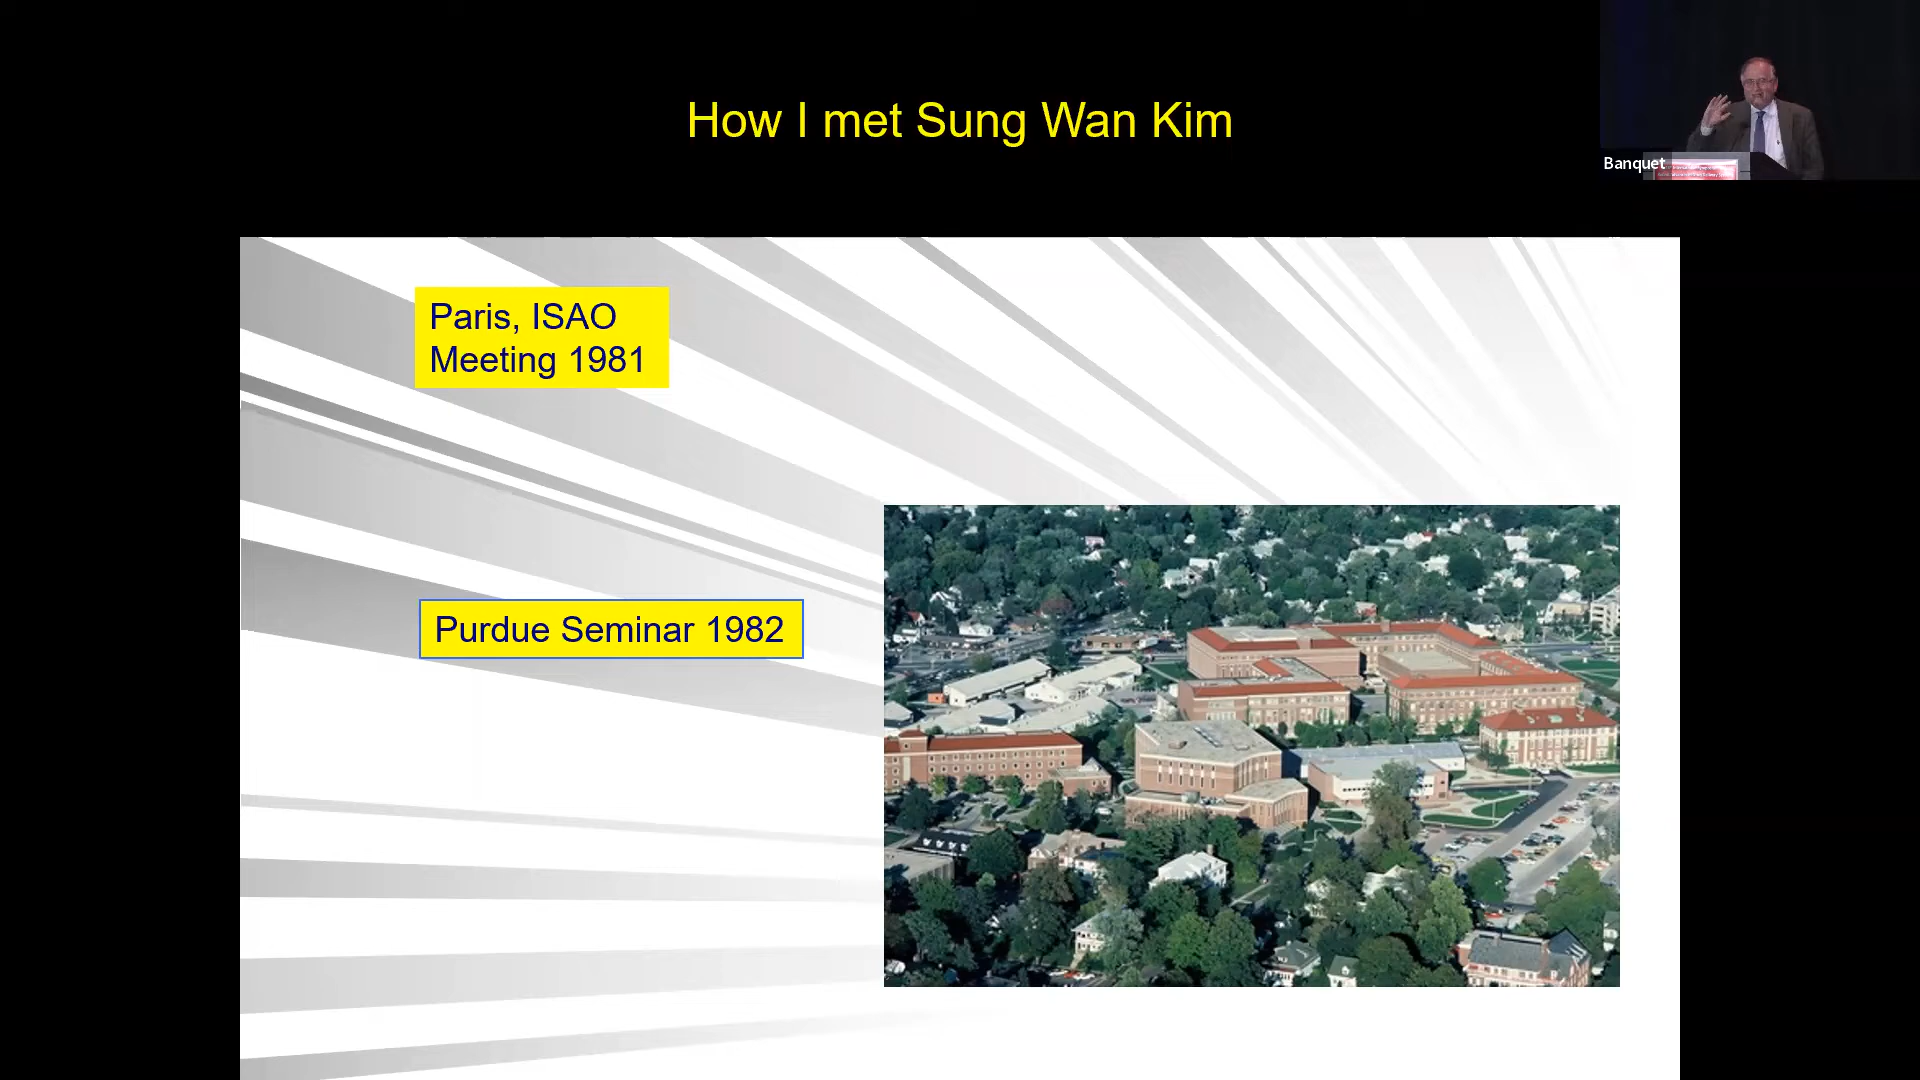 How I met Sung Wan Kim
Banquet
Paris, ISAO
Meeting 1981
Purdue Seminar 1982